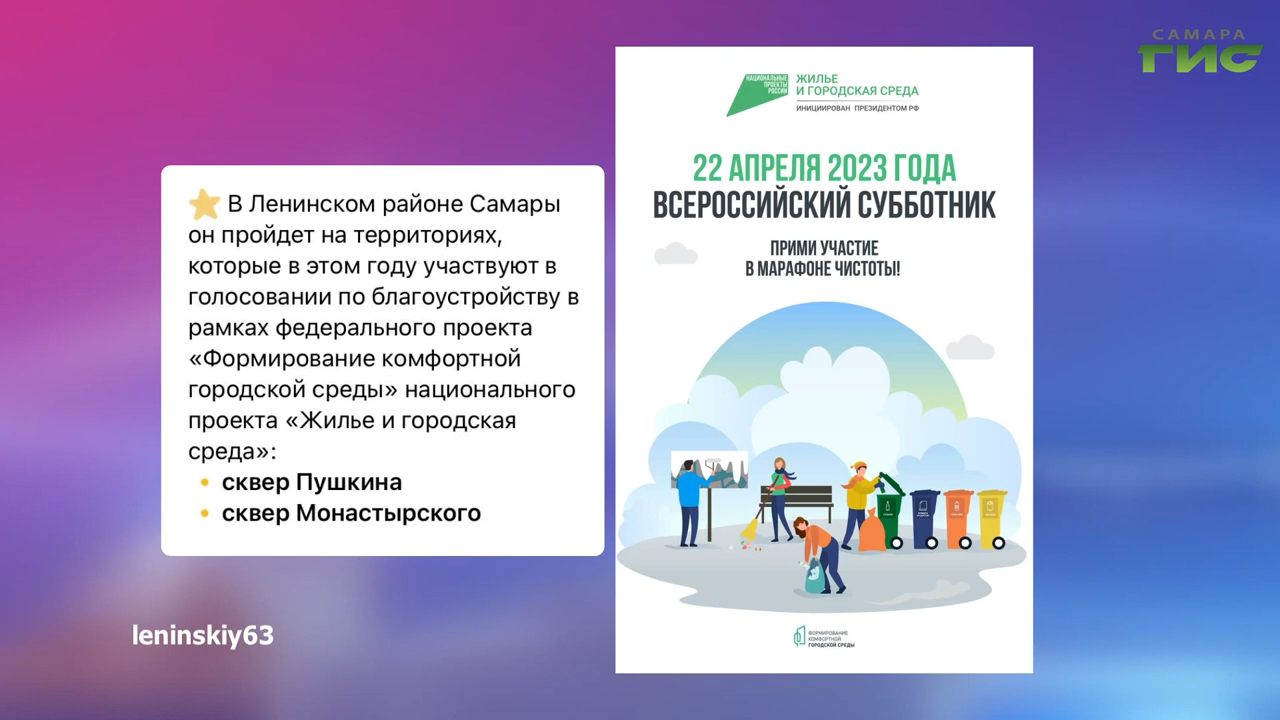 САМАРА
ГИС
НАЦИОНАЛЬНЫЕ
ПРОЕКТЫ
РОССИИ
ЖИЛЬЕ
И ГОРОДСКАЯ СРЕДА
ИНИЦИИРОВАН ПРЕЗИДЕНТОМ РФ
22 АПРЕЛЯ 2023 ГОДА
ВСЕРОССИЙСКИЙ СУББОТНИК
ПРИМИ УЧАСТИЕ
В МАРАФОНЕ ЧИСТОТЫ!
В Ленинском районе Самары
он пройдет на территориях,
которые в этом году участвуют в
голосовании по благоустройству в
рамках федерального проекта
«Формирование комфортной
городской среды» национального
проекта «Жилье и городская
среда»:
• сквер Пушкина
• сквер Монастырского
ФОРМИРОВАНИЕ
КОМФОРТНОЙ
ГОРОДСКОЙ СРЕДЫ
leninskiy63